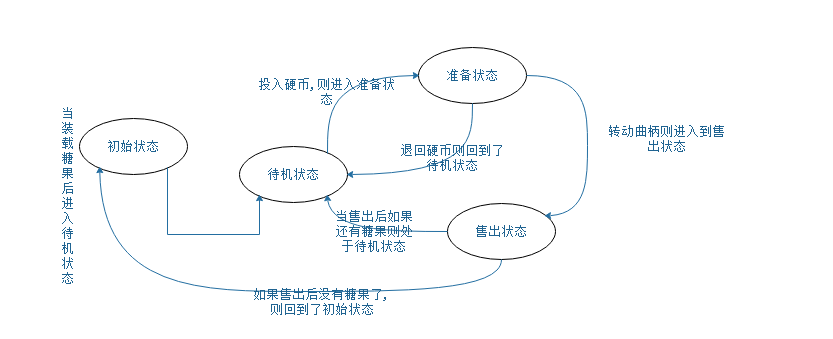 准备状态
投入硬币,则进入准备状
态
当
装
载
糖
果
后
进
入
待
机
状
态
初始状态
转动曲柄则进入到售
出状态
退回硬币则回到了
待机状态
待机状态
当售出后如果
还有糖果则处
于待机状态
售出状态
如果售出后没有糖果了,
则回到了初始状态